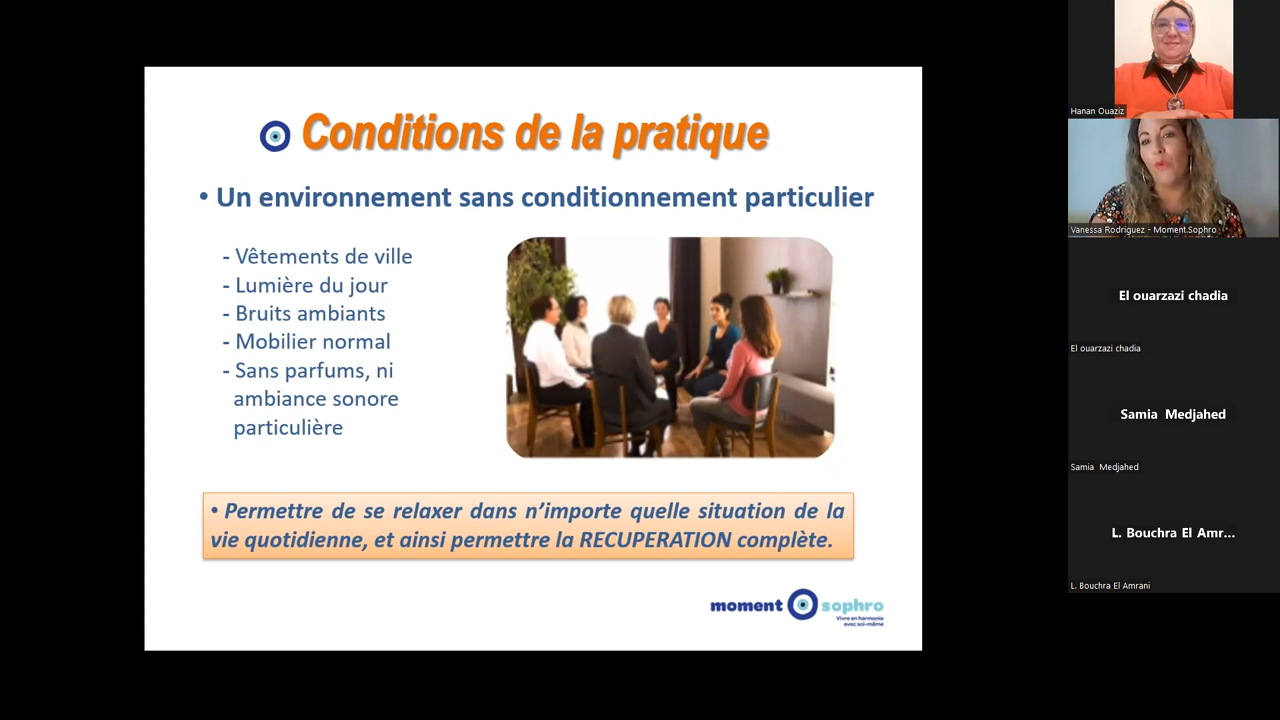 Conditions de la pratique
• Un environnement sans conditionnement particulier
- Vêtements de ville
- Lumière du jour
- Bruits ambiants
- Mobilier normal
- Sans parfums, ni
ambiance sonore
particulière
• Permettre de se relaxer dans n’importe quelle situation de la
vie quotidienne, et ainsi permettre la RECUPERATION complète.
moment sophro
Vivre en harmonie
avec soi-même
Hanan Ouaziz
Vanessa Rodriguez - Moment.Sophro
El ouarzazi chadia
El ouarzazi chadia
Samia Medjahed
Samia Medjahed
L. Bouchra El Amr...
L. Bouchra El Amrani